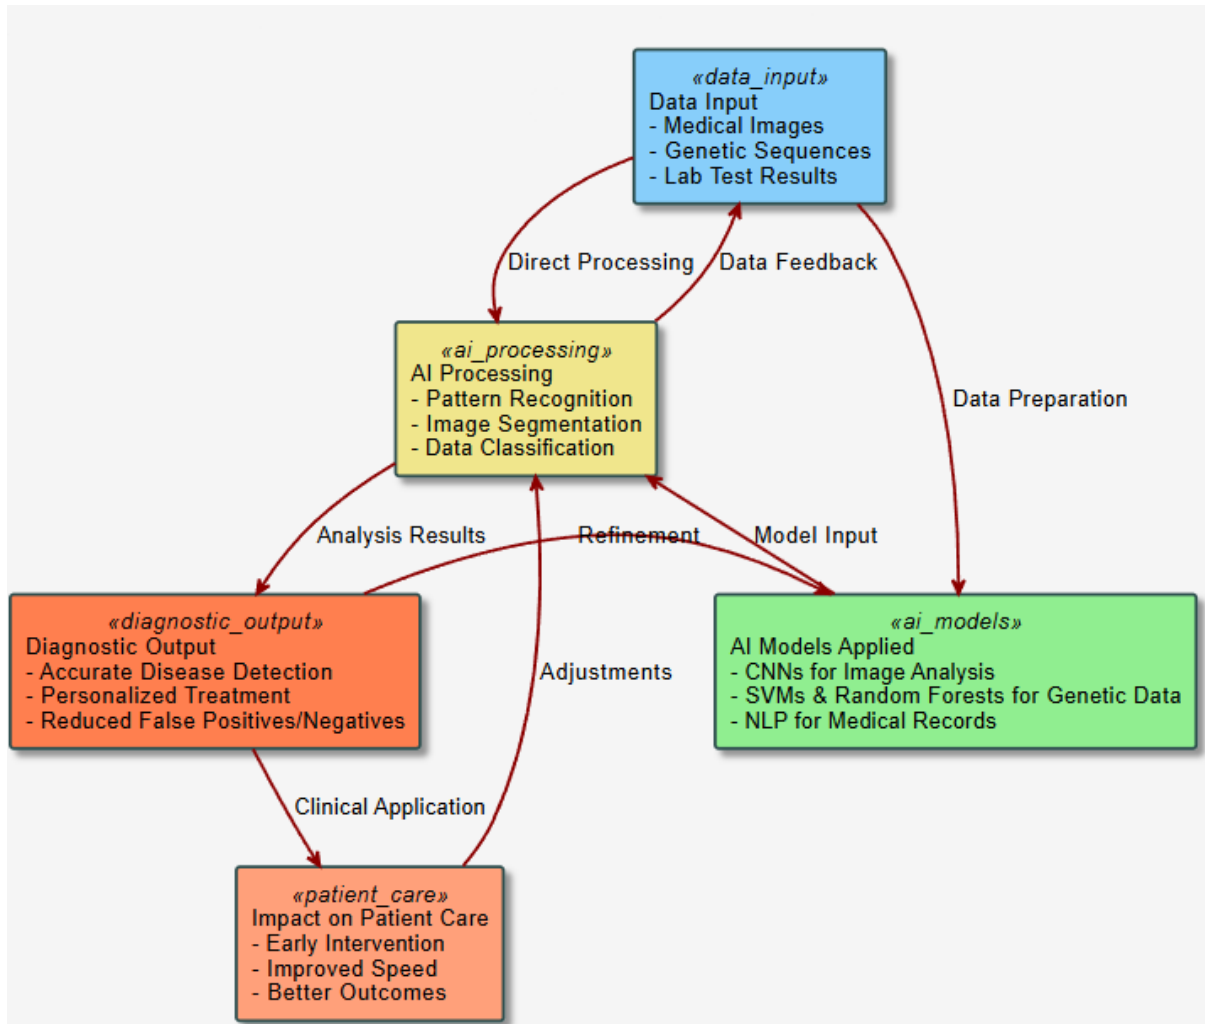 «data_input»
Data Input
- Medical Images
- Genetic Sequences
- Lab Test Results
Direct Processing
Data Feedback
«ai_processing»
AI Processing
- Pattern Recognition
- Image Segmentation
- Data Classification
Data Preparation
Analysis Results
Refinement
Model Input
«diagnostic_output»
Diagnostic Output
- Accurate Disease Detection
- Personalized Treatment
- Reduced False Positives/Negatives
Adjustments
«ai_models»
AI Models Applied
- CNNs for Image Analysis
- SVMs & Random Forests for Genetic Data
- NLP for Medical Records
Clinical Application
«patient_care»
Impact on Patient Care
- Early Intervention
- Improved Speed
- Better Outcomes